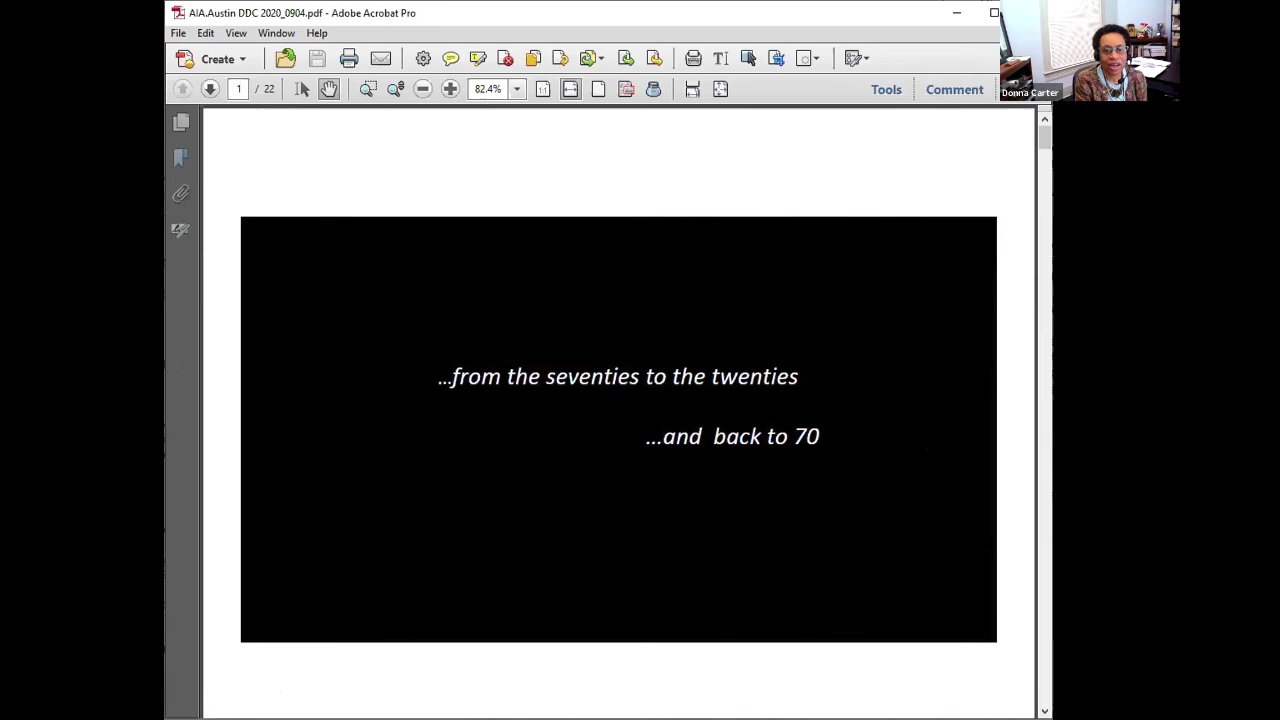 AIA.Austin DDC 2020_0904.pdf - Adobe Acrobat Pro
File Edit View Window Help
Create
1 / 22 82.4% Tools Comment
Donna Carter
...from the seventies to the twenties
...and back to 70